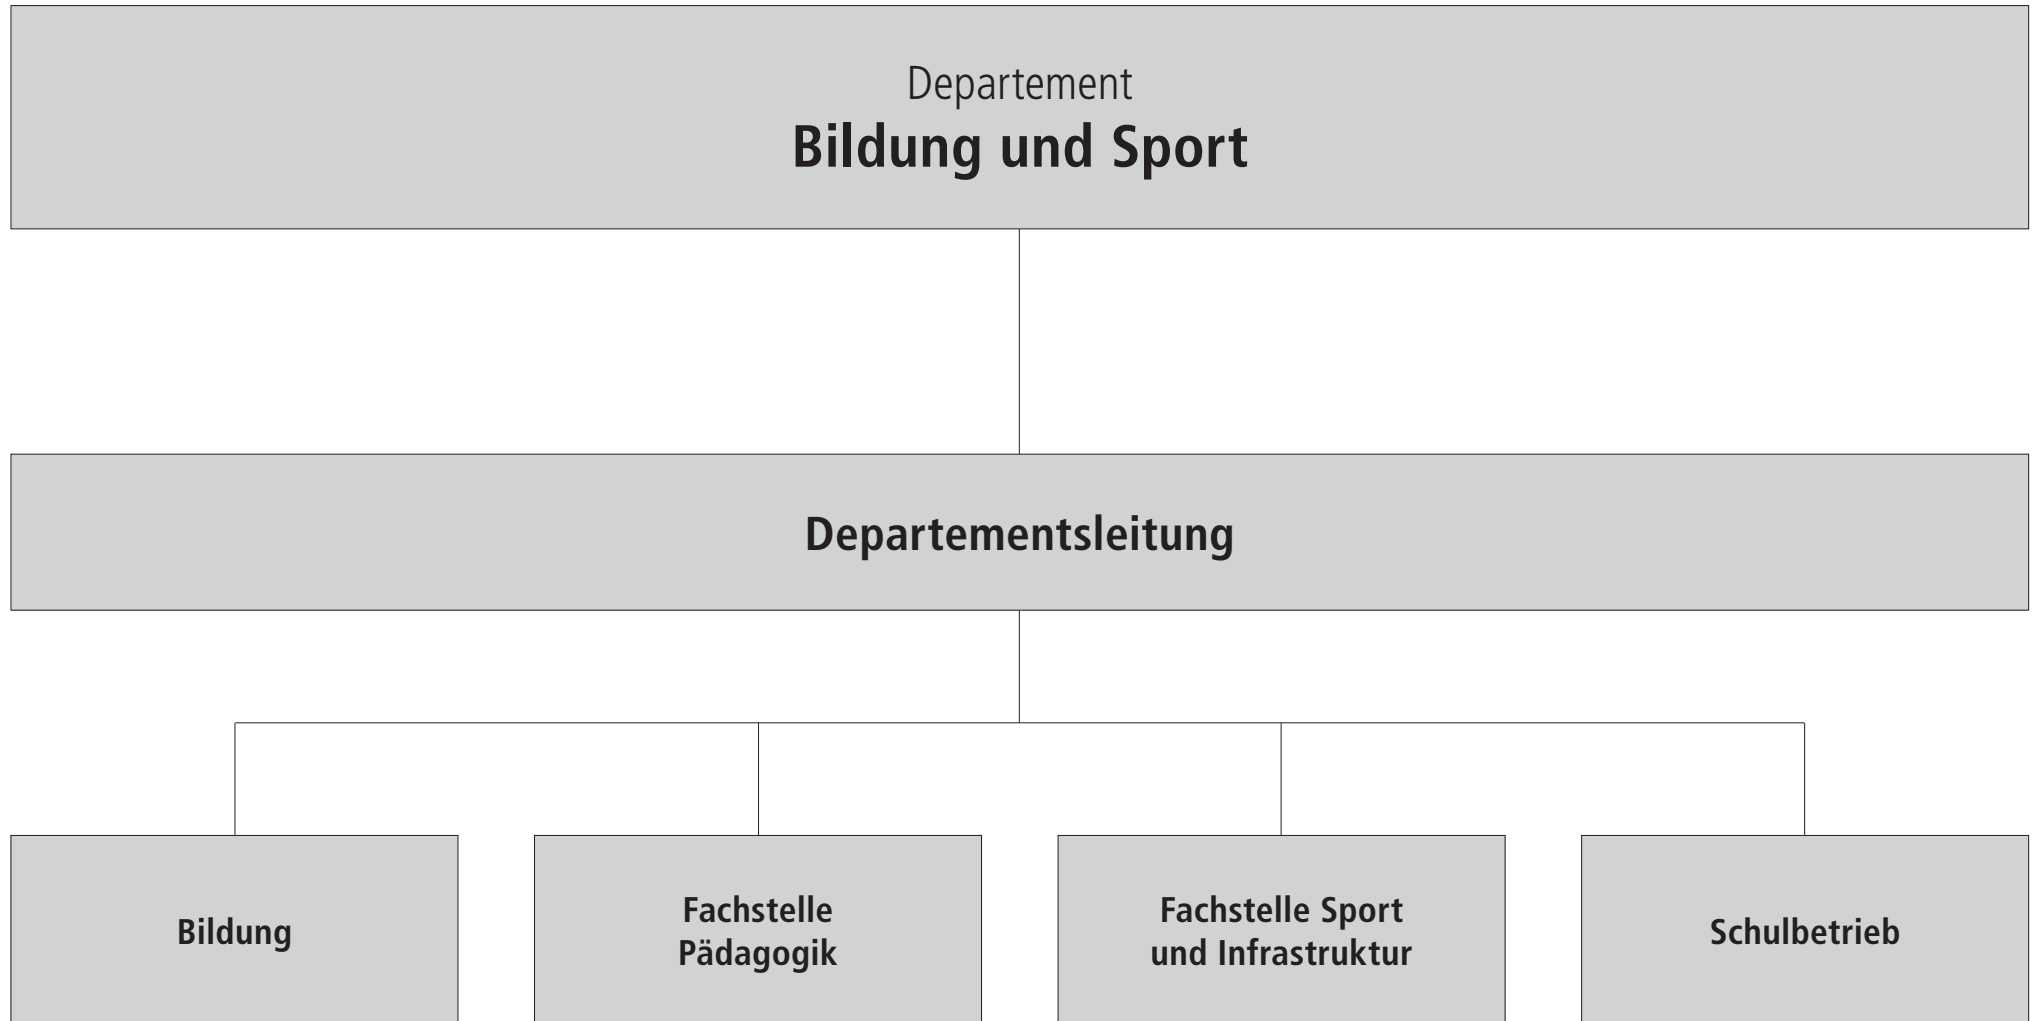 Departement
Bildung und Sport
Departementsleitung
Bildung
Fachstelle
Pädagogik
Fachstelle Sport
und Infrastruktur
Schulbetrieb